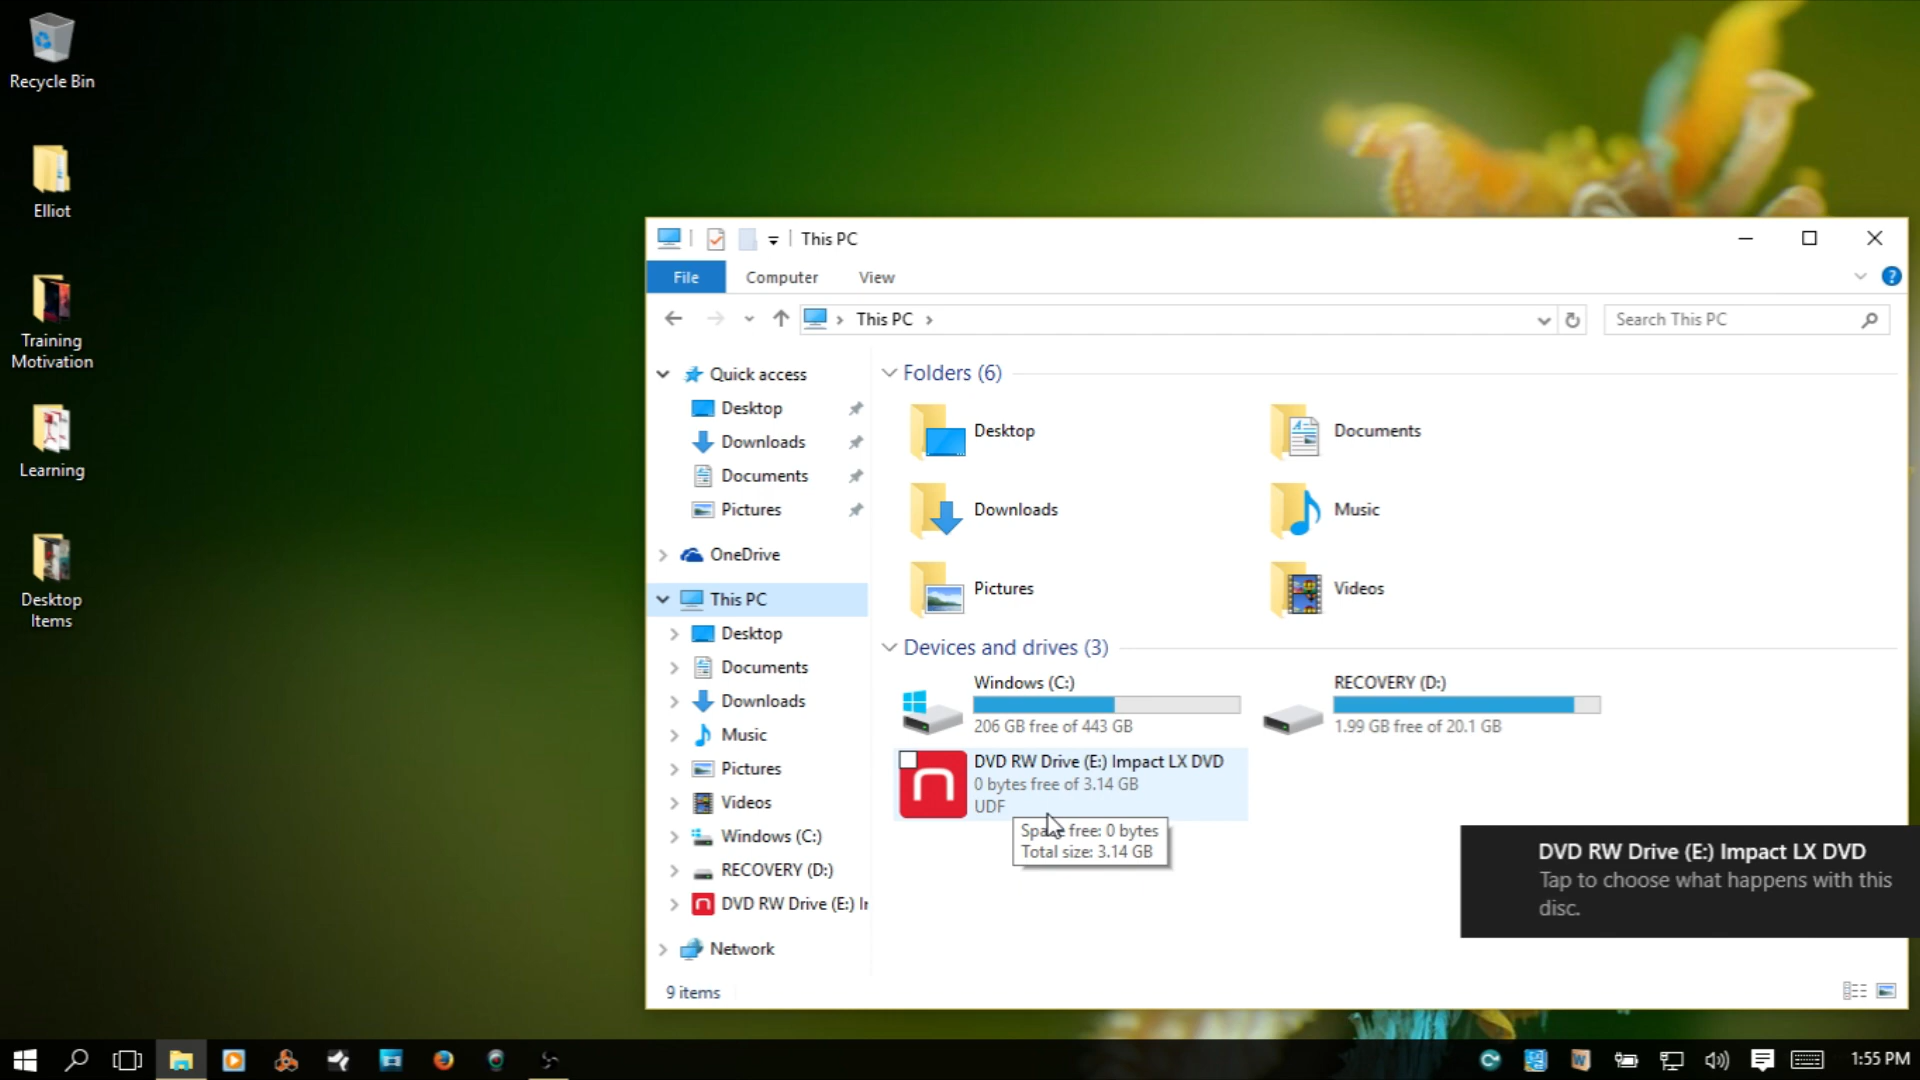 Recycle Bin
Elliot
Training
Motivation
Learning
Desktop
Items
This PC
File
Computer
View
This PC
Search This PC
Quick access
Desktop
Downloads
Documents
Pictures
OneDrive
This PC
Desktop
Documents
Downloads
Music
Pictures
Videos
Windows (C:)
RECOVERY (D:)
DVD RW Drive (E:) Ir
Network
Folders (6)
Desktop
Documents
Downloads
Music
Pictures
Videos
Devices and drives (3)
Windows (C:)
206 GB free of 443 GB
RECOVERY (D:)
1.99 GB free of 20.1 GB
DVD RW Drive (E:) Impact LX DVD
0 bytes free of 3.14 GB
UDF
Space free: 0 bytes
Total size: 3.14 GB
DVD RW Drive (E:) Impact LX DVD
Tap to choose what happens with this
disc.
9 items
1:55 PM